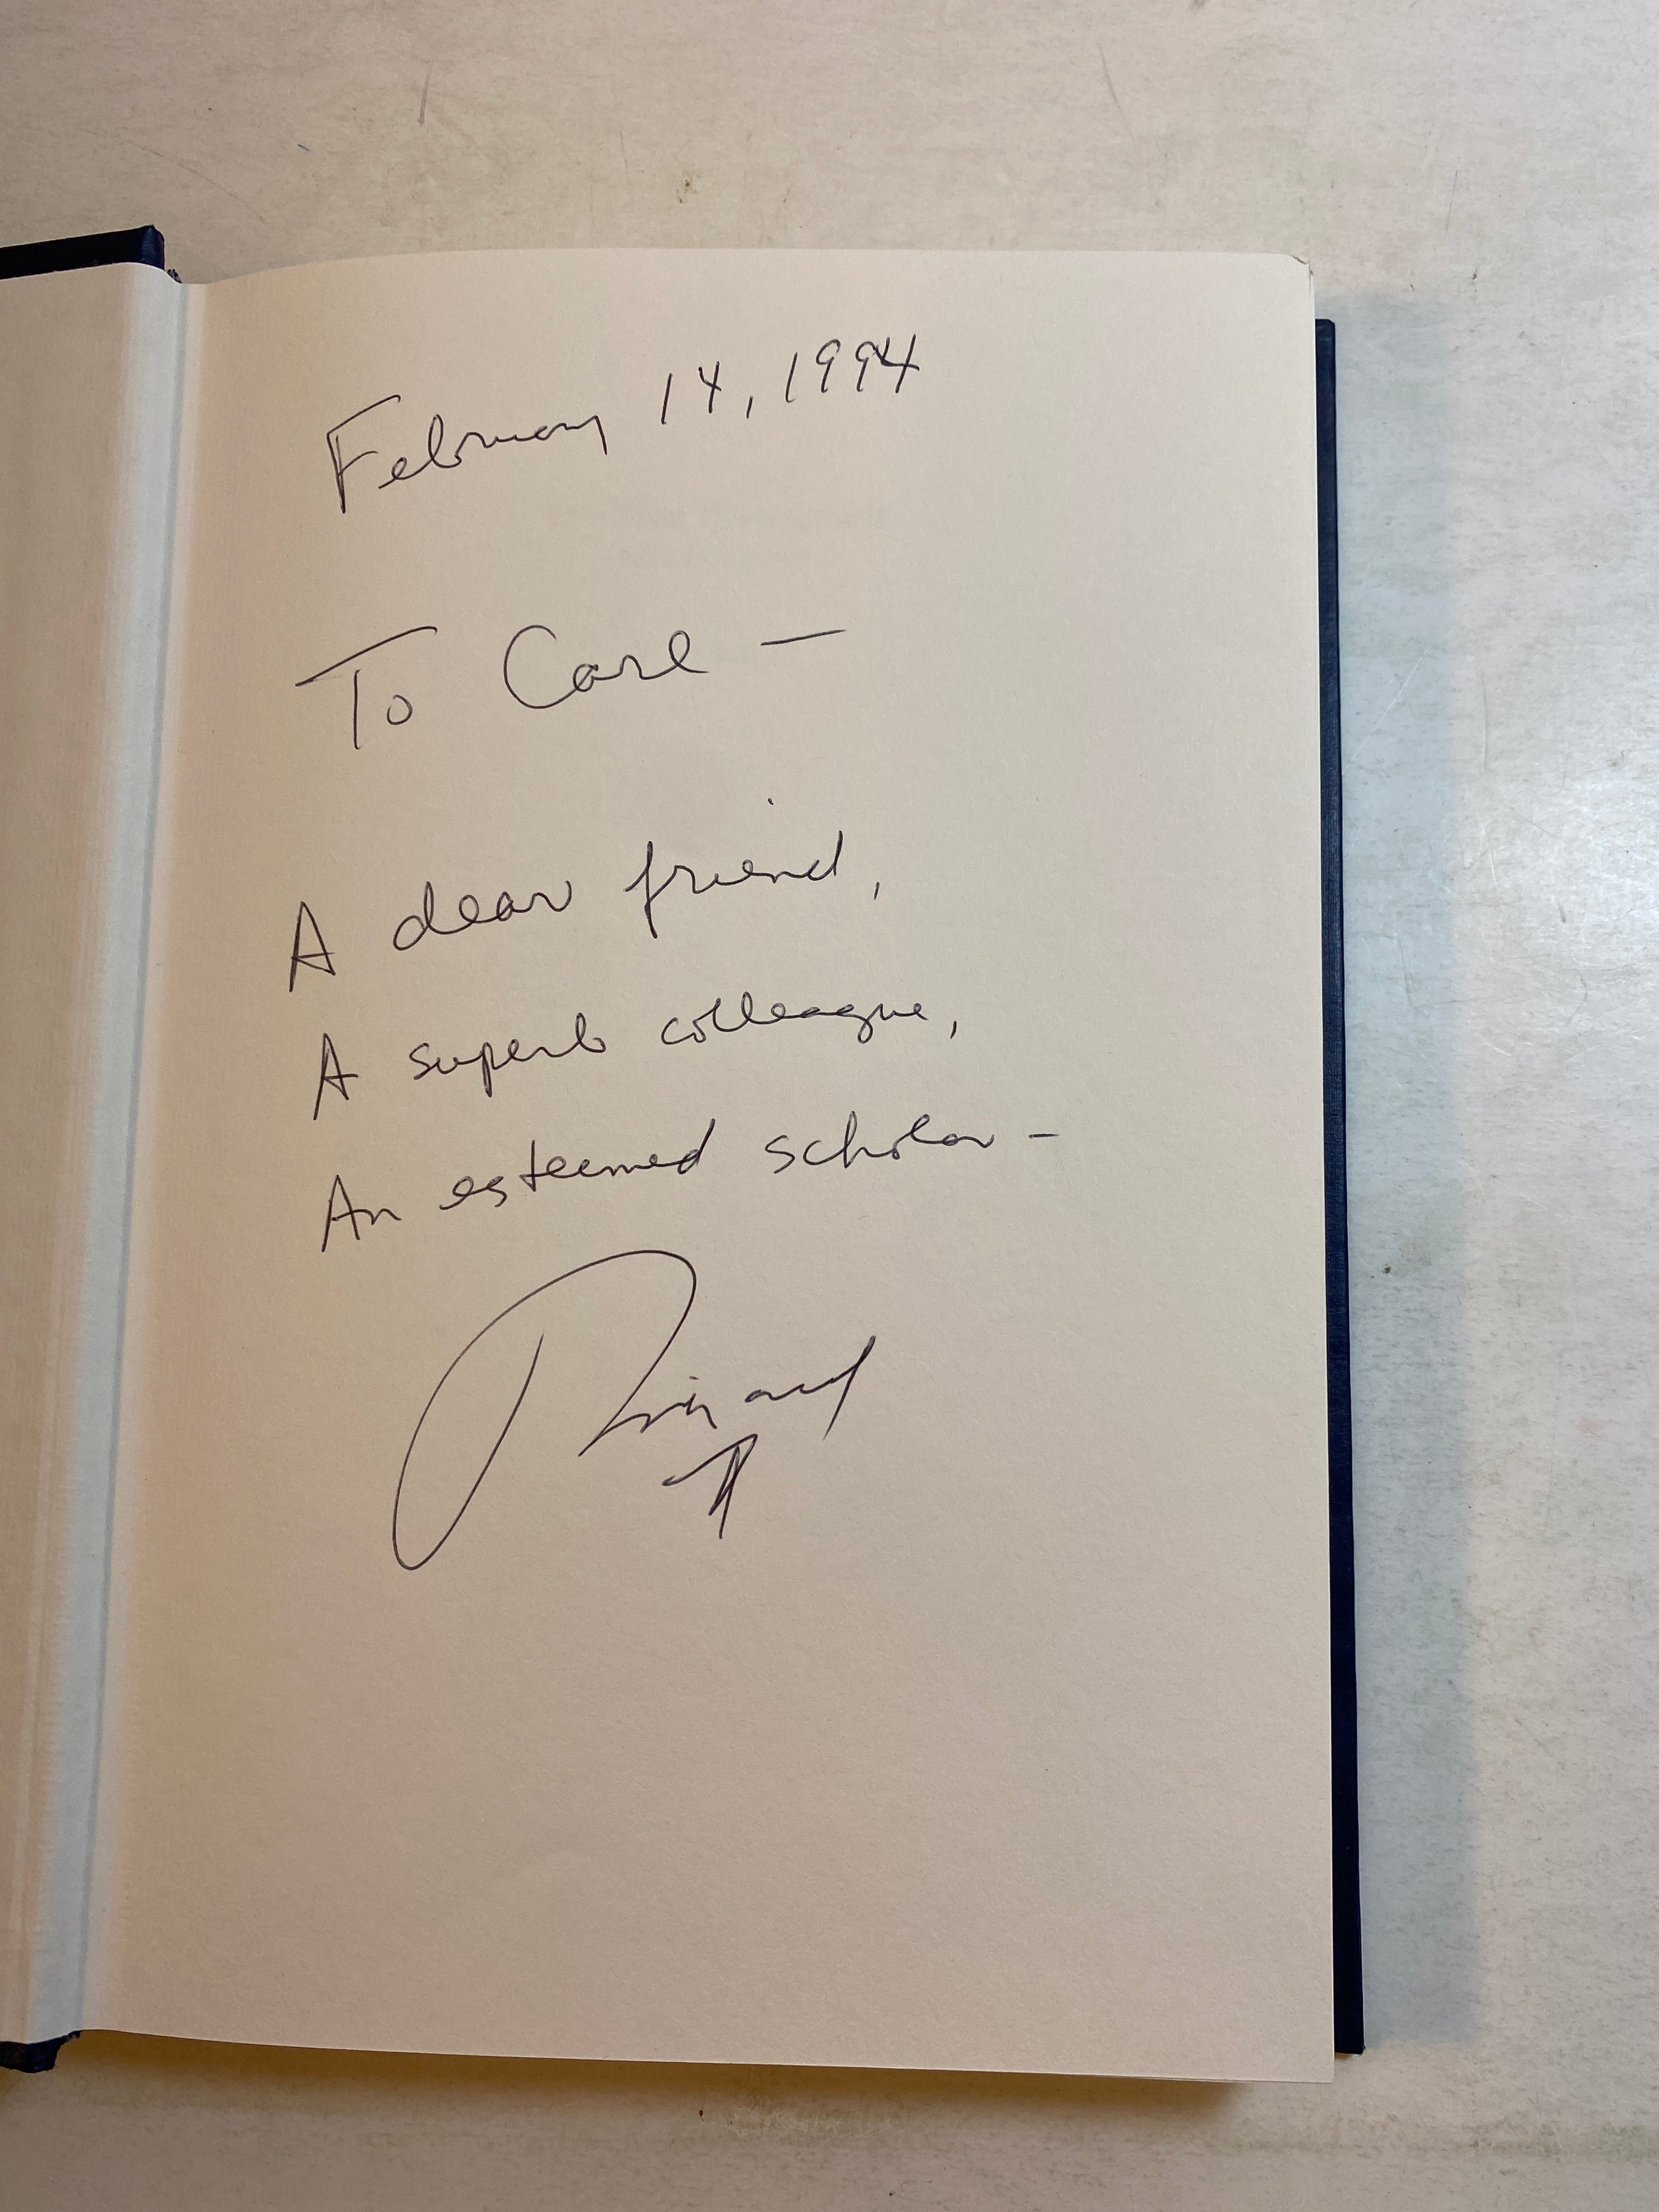 February 14, 1994
To Carl —
A dear friend,
A superb colleague,
An esteemed scholar -